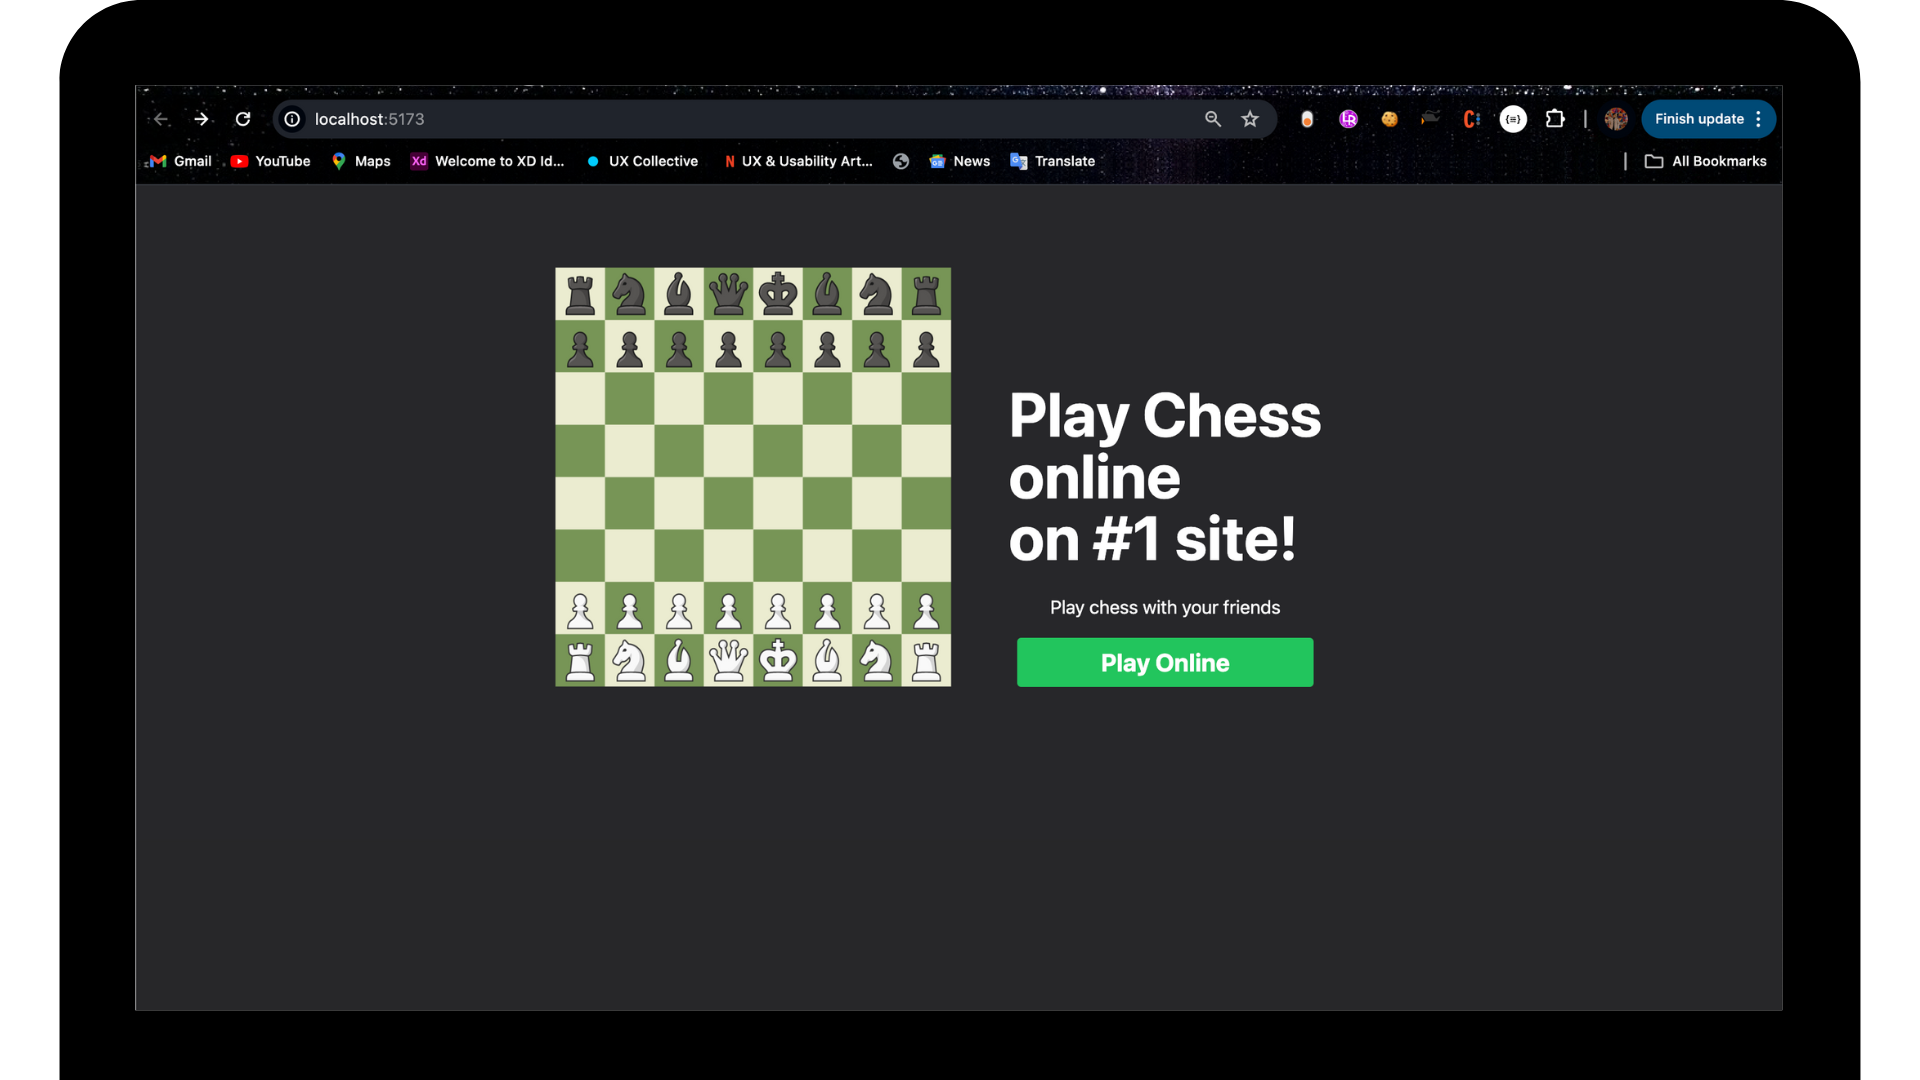 localhost:5173
Finish update
Gmail YouTube Maps Xd Welcome to XD Id... UX Collective N UX & Usability Art... News Translate All Bookmarks
Play Chess
online
on #1 site!
Play chess with your friends
Play Online